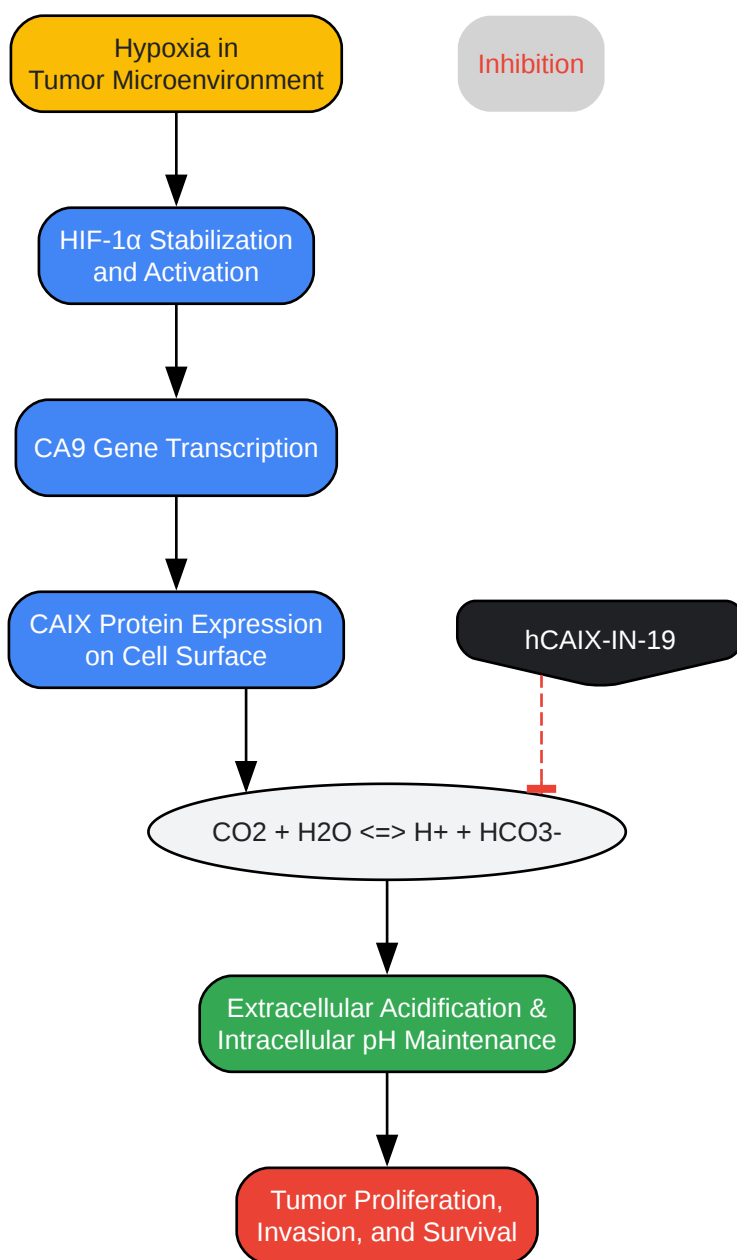 Hypoxia in
Tumor Microenvironment
Inhibition
HIF-1α Stabilization
and Activation
CA9 Gene Transcription
CAIX Protein Expression
on Cell Surface
hCAIX-IN-19
CO2 + H2O <=> H+ + HCO3-
Extracellular Acidification &
Intracellular pH Maintenance
Tumor Proliferation,
Invasion, and Survival